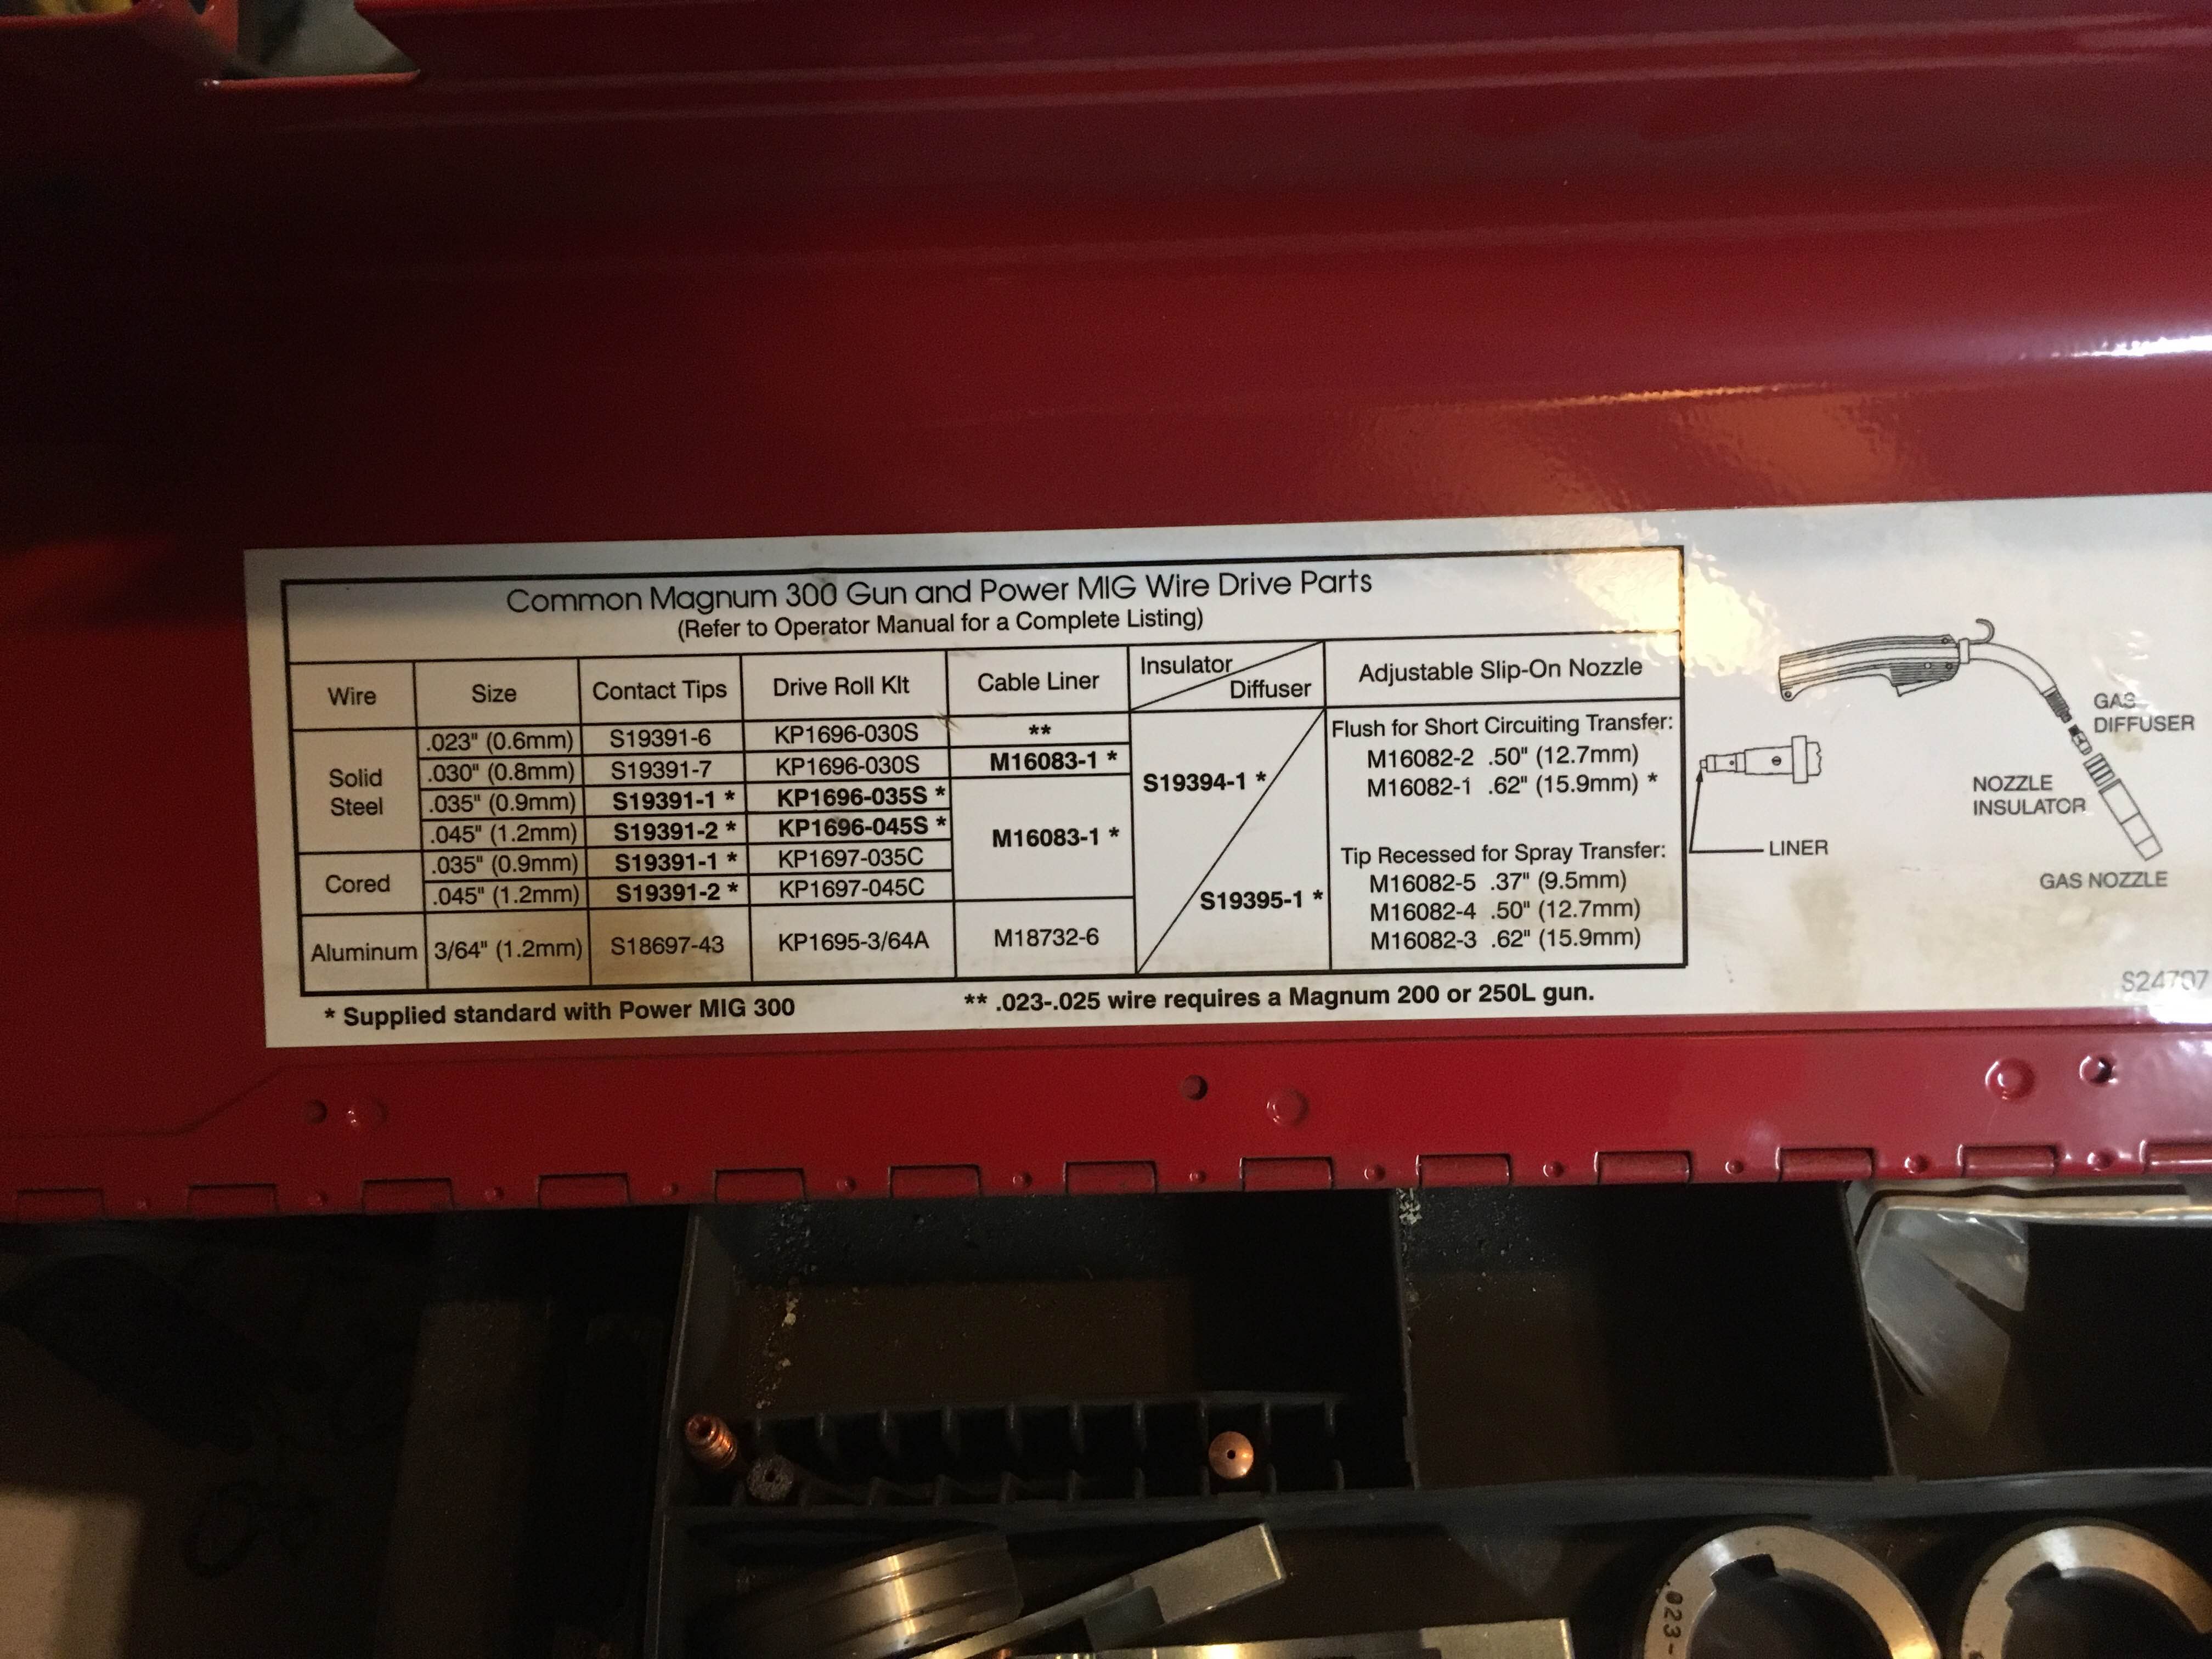 Common Magnum 300 Gun and Power MIG Wire Drive Parts
(Refer to Operator Manual for a Complete Listing)
Wire Size Contact Tips Drive Roll KIt Cable Liner Insulator Diffuser Adjustable Slip-On Nozzle
Solid Steel
.023" (0.6mm) S19391-6 KP1696-030S **
.030" (0.8mm) S19391-7 KP1696-030S M16083-1 *
.035" (0.9mm) S19391-1 * KP1696-035S *
.045" (1.2mm) S19391-2 * KP1696-045S *
M16083-1 *
Cored
.035" (0.9mm) S19391-1 * KP1697-035C
.045" (1.2mm) S19391-2 * KP1697-045C
Aluminum 3/64" (1.2mm) S18697-43 KP1695-3/64A M18732-6
S19394-1 *
S19395-1 *
Flush for Short Circuiting Transfer:
M16082-2 .50" (12.7mm)
M16082-1 .62" (15.9mm) *
Tip Recessed for Spray Transfer:
M16082-5 .37" (9.5mm)
M16082-4 .50" (12.7mm)
M16082-3 .62" (15.9mm)
* Supplied standard with Power MIG 300
** .023-.025 wire requires a Magnum 200 or 250L gun.
GAS
DIFFUSER
NOZZLE
INSULATOR
LINER
GAS NOZZLE
S24707
.023-